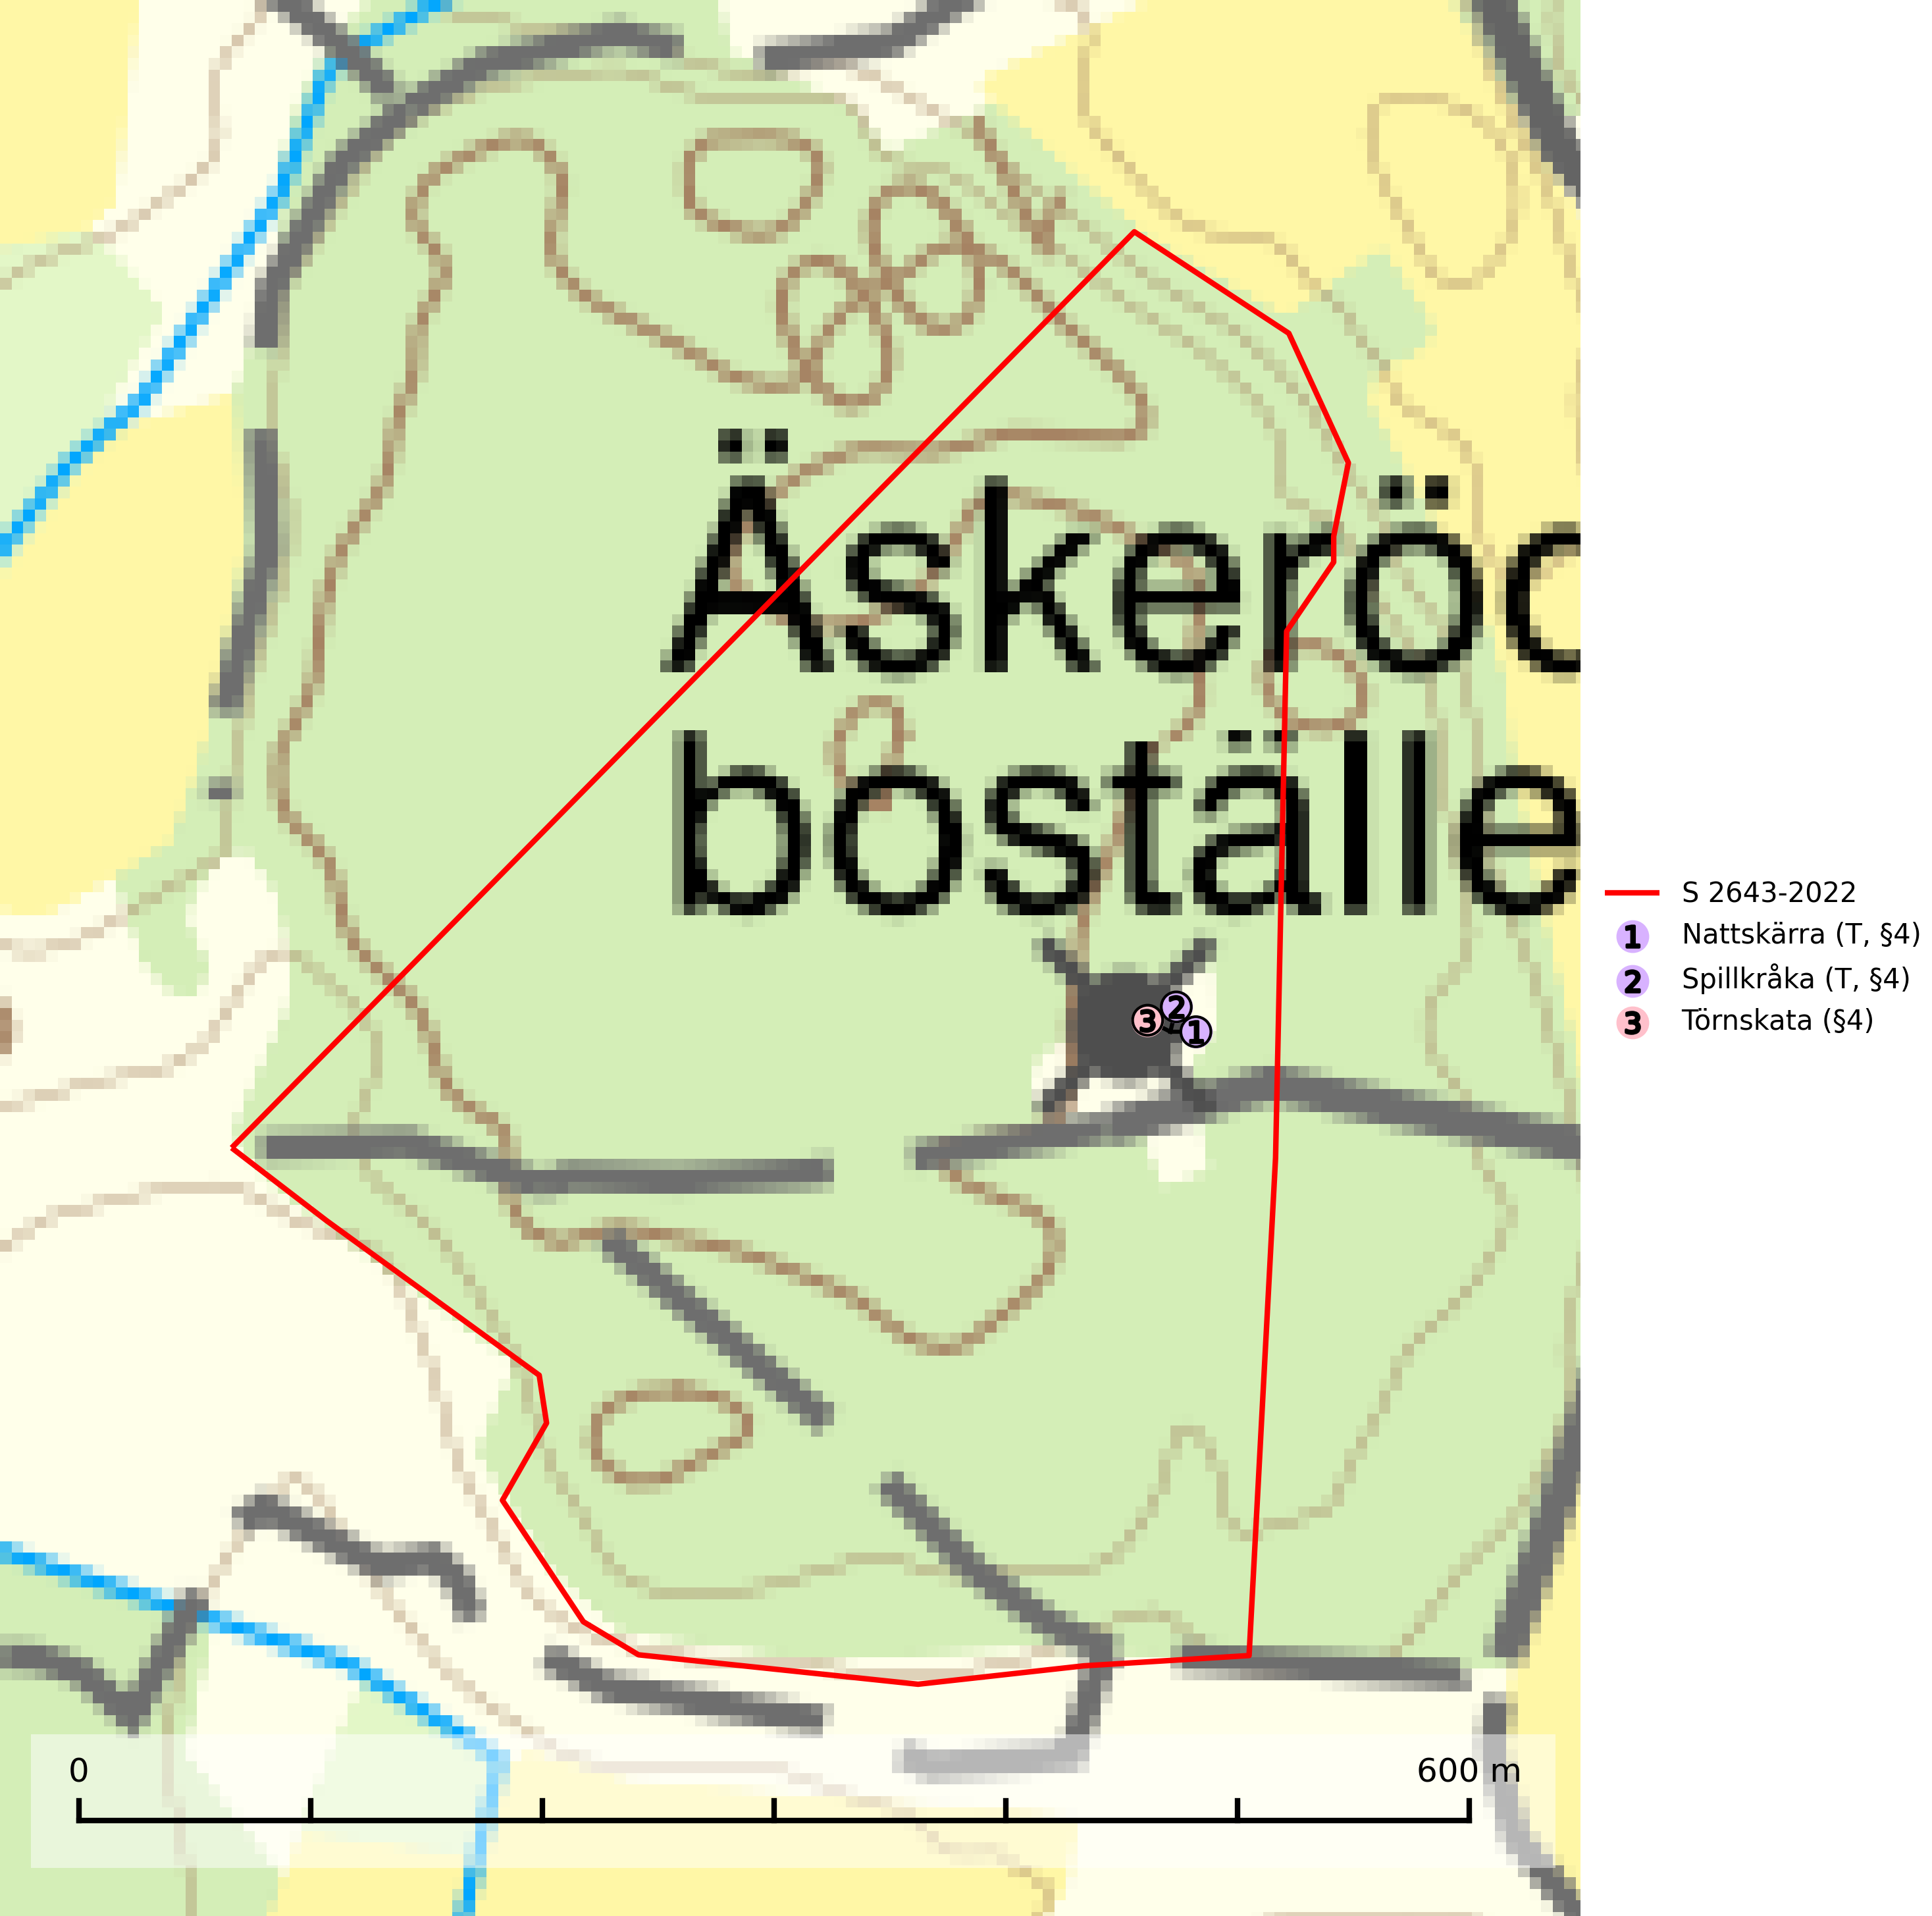 Äskeröd
boställe
S 2643-2022
1 Nattskärra (T, §4)
2 Spillkråka (T, §4)
3 Törnskata (§4)
2
3
1
0
600 m